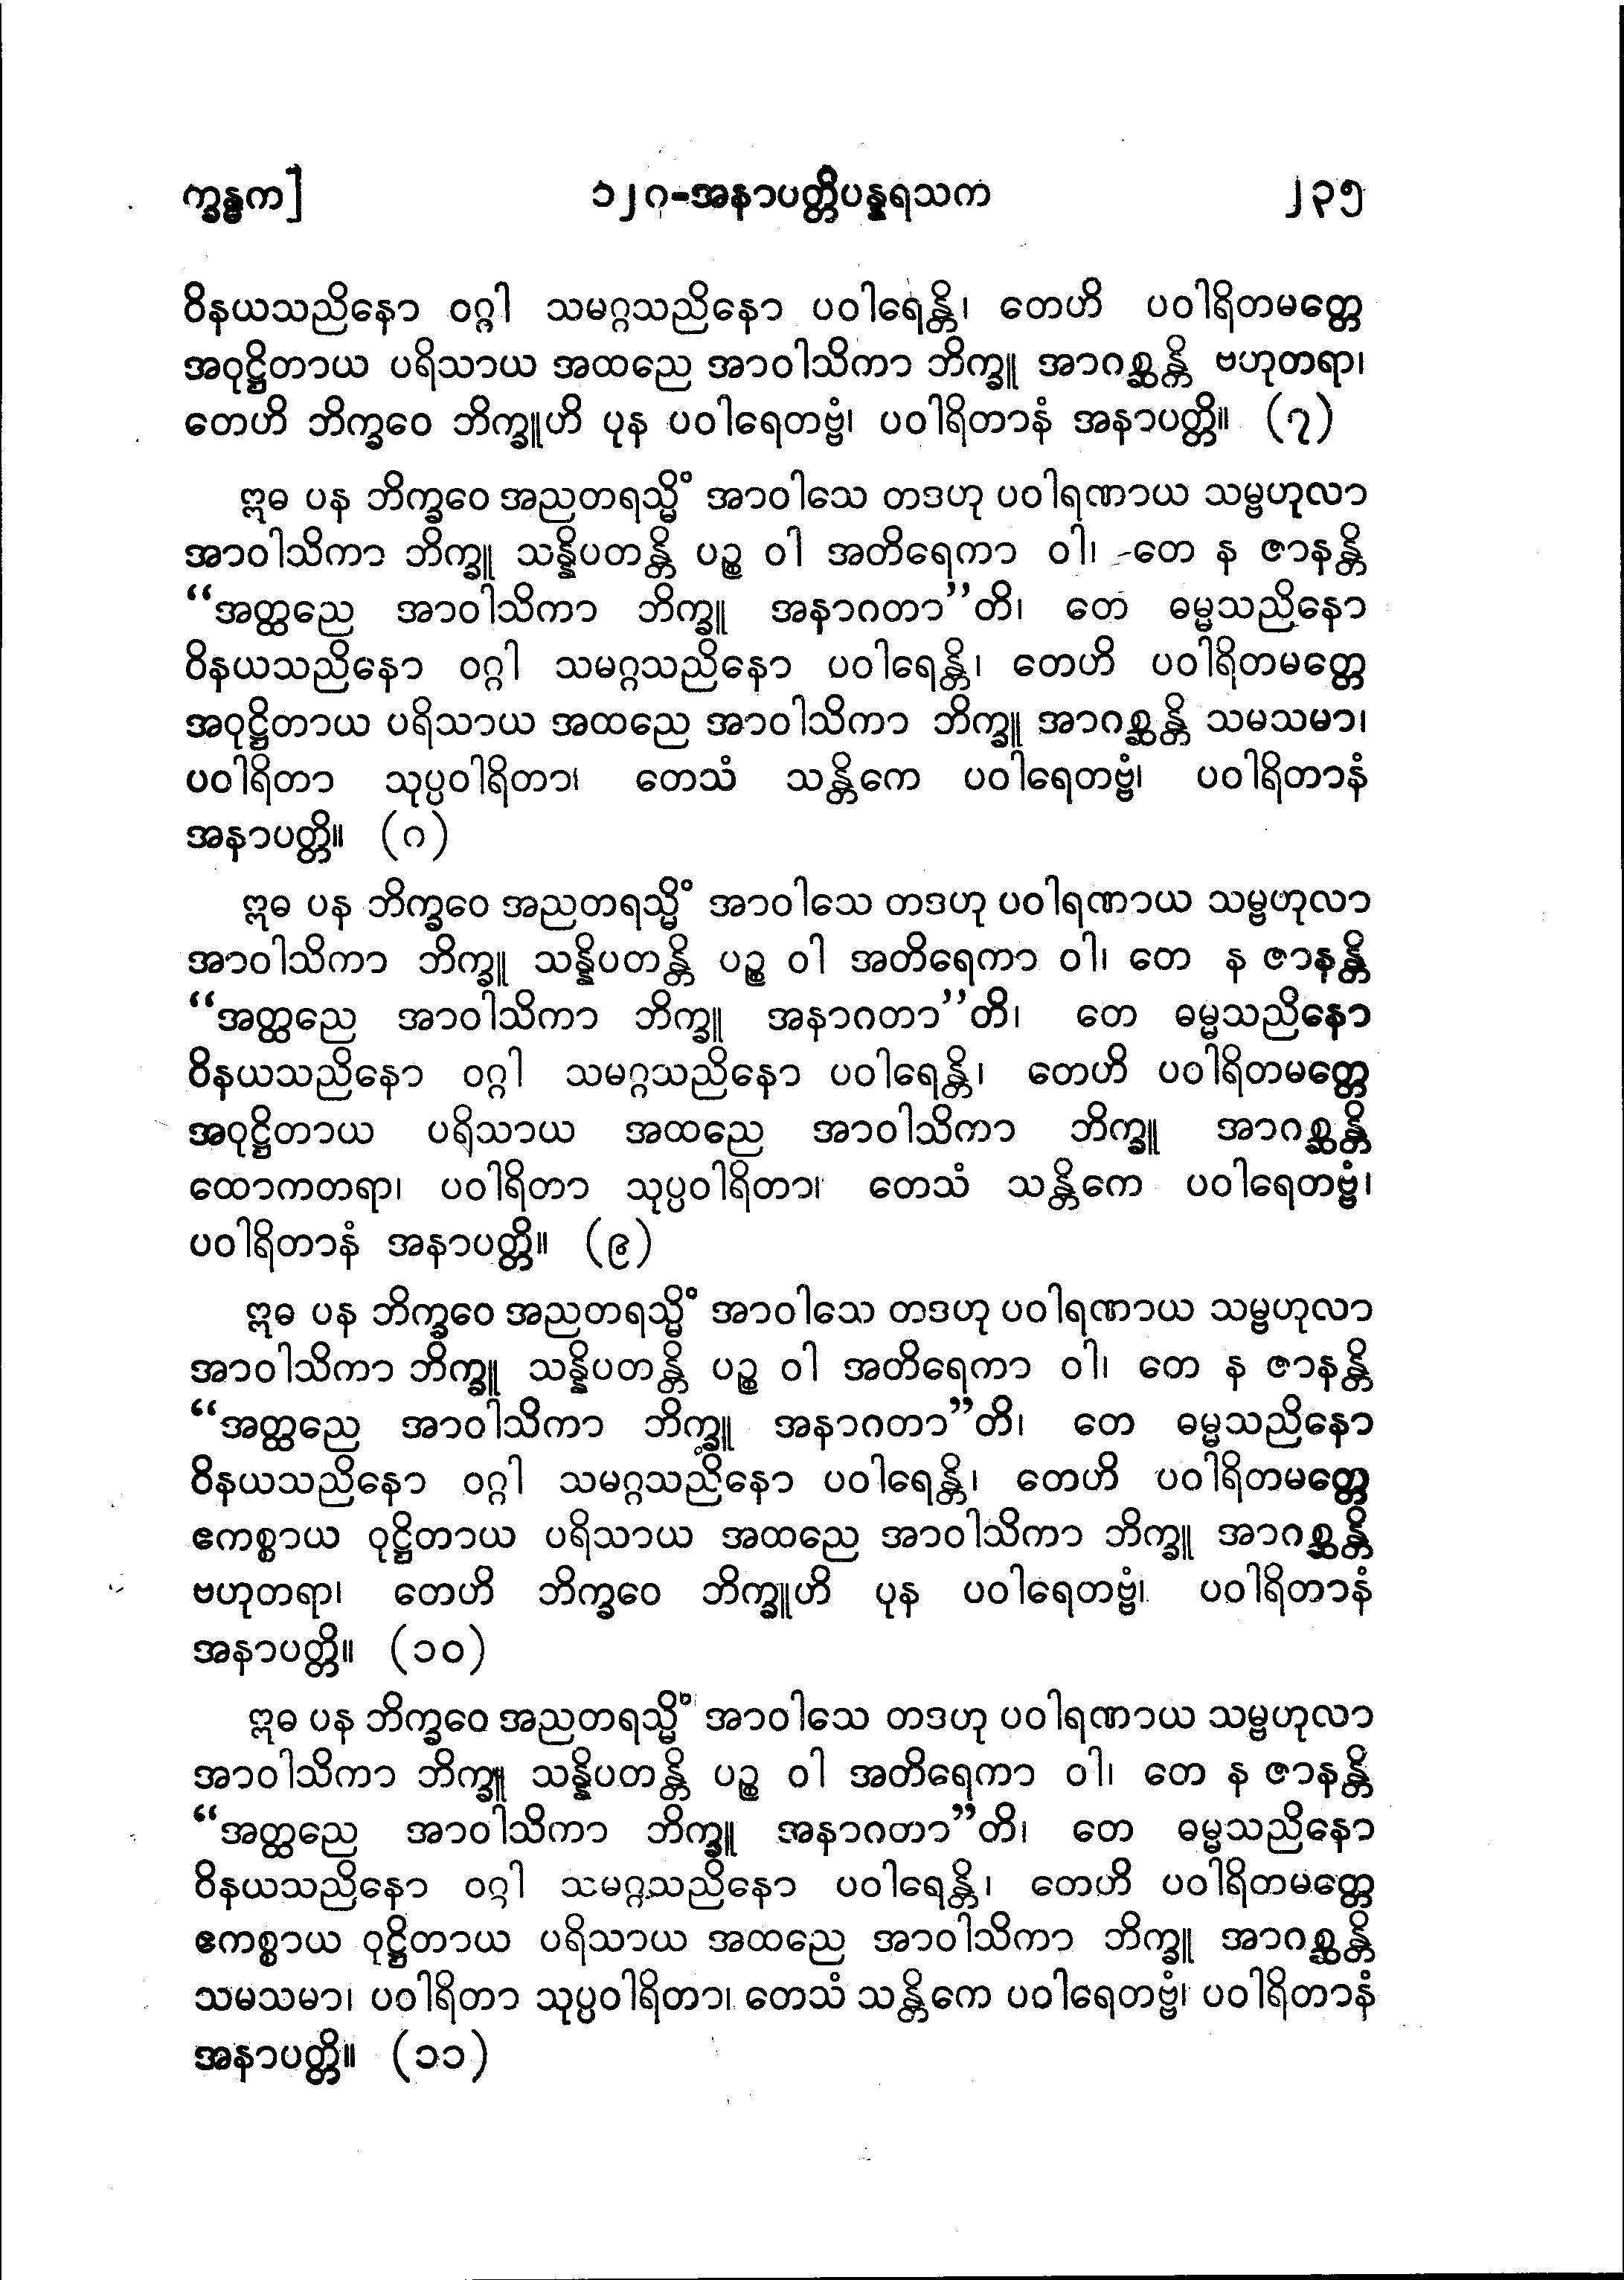 က္ခန္ဓက] ၁၂၈-အနာပတ္တိပန္နရသက ၂၃၅
ဝိနယသညိနော ဝဂ္ဂါ သမဂ္ဂသညိနော ပဝါရေန္တိ၊ တေဟိ ပဝါရိတမတ္တေ
အဝုဋ္ဌိတာယ ပရိသာယ အထညေ အာဝါသိကာ ဘိက္ခူ အာဂစ္ဆန္တိ ဗဟုတရာ၊
တေဟိ ဘိက္ခဝေ ဘိက္ခူဟိ ပုန ပဝါရေတဗ္ဗံ၊ ပဝါရိတာနံ အနာပတ္တိ။ (၇)
ဣဓ ပန ဘိက္ခဝေ အညတရသ္မိံ အာဝါသေ တဒဟု ပဝါရဏာယ သမ္ဗဟုလာ
အာဝါသိကာ ဘိက္ခူ သန္နိပတန္တိ ပဉ္စ ဝါ အတိရေကာ ဝါ၊ တေ န ဇာနန္တိ
“အတ္ထညေ အာဝါသိကာ ဘိက္ခူ အနာဂတာ”တိ၊ တေ ဓမ္မသညိနော
ဝိနယသညိနော ဝဂ္ဂါ သမဂ္ဂသညိနော ပဝါရေန္တိ၊ တေဟိ ပဝါရိတမတ္တေ
အဝုဋ္ဌိတာယ ပရိသာယ အထညေ အာဝါသိကာ ဘိက္ခူ အာဂစ္ဆန္တိ သမသမာ၊
ပဝါရိတာ သုပ္ပဝါရိတာ၊ တေသံ သန္တိကေ ပဝါရေတဗ္ဗံ၊ ပဝါရိတာနံ
အနာပတ္တိ။ (၈)
ဣဓ ပန ဘိက္ခဝေ အညတရသ္မိံ အာဝါသေ တဒဟု ပဝါရဏာယ သမ္ဗဟုလာ
အာဝါသိကာ ဘိက္ခူ သန္နိပတန္တိ ပဉ္စ ဝါ အတိရေကာ ဝါ၊ တေ န ဇာနန္တိ
“အတ္ထညေ အာဝါသိကာ ဘိက္ခူ အနာဂတာ”တိ၊ တေ ဓမ္မသညိနော
ဝိနယသညိနော ဝဂ္ဂါ သမဂ္ဂသညိနော ပဝါရေန္တိ၊ တေဟိ ပဝါရိတမတ္တေ
အဝုဋ္ဌိတာယ ပရိသာယ အထညေ အာဝါသိကာ ဘိက္ခူ အာဂစ္ဆန္တိ
ထောကတရာ၊ ပဝါရိတာ သုပ္ပဝါရိတာ၊ တေသံ သန္တိကေ ပဝါရေတဗ္ဗံ၊
ပဝါရိတာနံ အနာပတ္တိ။ (၉)
ဣဓ ပန ဘိက္ခဝေ အညတရသ္မိံ အာဝါသေ တဒဟု ပဝါရဏာယ သမ္ဗဟုလာ
အာဝါသိကာ ဘိက္ခူ သန္နိပတန္တိ ပဉ္စ ဝါ အတိရေကာ ဝါ၊ တေ န ဇာနန္တိ
“အတ္ထညေ အာဝါသိကာ ဘိက္ခူ အနာဂတာ”တိ၊ တေ ဓမ္မသညိနော
ဝိနယသညိနော ဝဂ္ဂါ သမဂ္ဂသညိနော ပဝါရေန္တိ၊ တေဟိ ပဝါရိတမတ္တေ
ဧကစ္စာယ ဝုဋ္ဌိတာယ ပရိသာယ အထညေ အာဝါသိကာ ဘိက္ခူ အာဂစ္ဆန္တိ
ဗဟုတရာ၊ တေဟိ ဘိက္ခဝေ ဘိက္ခူဟိ ပုန ပဝါရေတဗ္ဗံ၊ ပဝါရိတာနံ
အနာပတ္တိ။ (၁၀)
ဣဓ ပန ဘိက္ခဝေ အညတရသ္မိံ အာဝါသေ တဒဟု ပဝါရဏာယ သမ္ဗဟုလာ
အာဝါသိကာ ဘိက္ခူ သန္နိပတန္တိ ပဉ္စ ဝါ အတိရေကာ ဝါ၊ တေ န ဇာနန္တိ
“အတ္ထညေ အာဝါသိကာ ဘိက္ခူ အနာဂတာ”တိ၊ တေ ဓမ္မသညိနော
ဝိနယသညိနော ဝဂ္ဂါ သမဂ္ဂသညိနော ပဝါရေန္တိ၊ တေဟိ ပဝါရိတမတ္တေ
ဧကစ္စာယ ဝုဋ္ဌိတာယ ပရိသာယ အထညေ အာဝါသိကာ ဘိက္ခူ အာဂစ္ဆန္တိ
သမသမာ၊ ပဝါရိတာ သုပ္ပဝါရိတာ၊ တေသံ သန္တိကေ ပဝါရေတဗ္ဗံ၊ ပဝါရိတာနံ
အနာပတ္တိ။ (၁၁)